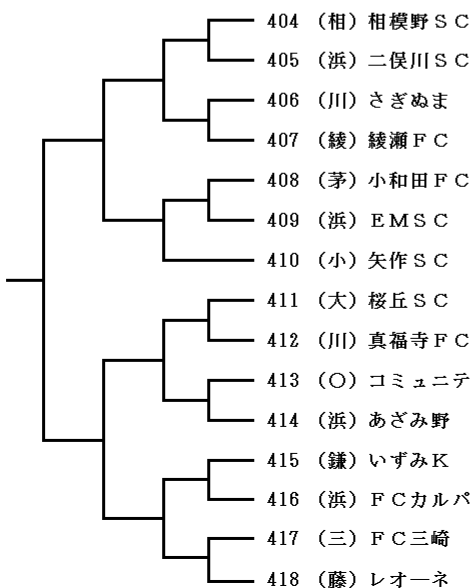 404 （相）相模野ＳＣ
405 （浜）二俣川ＳＣ
406 （川）さぎぬま
407 （綾）綾瀬ＦＣ
408 （茅）小和田ＦＣ
409 （浜）ＥＭＳＣ
410 （小）矢作ＳＣ
411 （大）桜丘ＳＣ
412 （川）真福寺ＦＣ
413 （〇）コミュニテ
414 （浜）あざみ野
415 （鎌）いずみＫ
416 （浜）ＦＣカルパ
417 （三）ＦＣ三崎
418 （藤）レオーネ